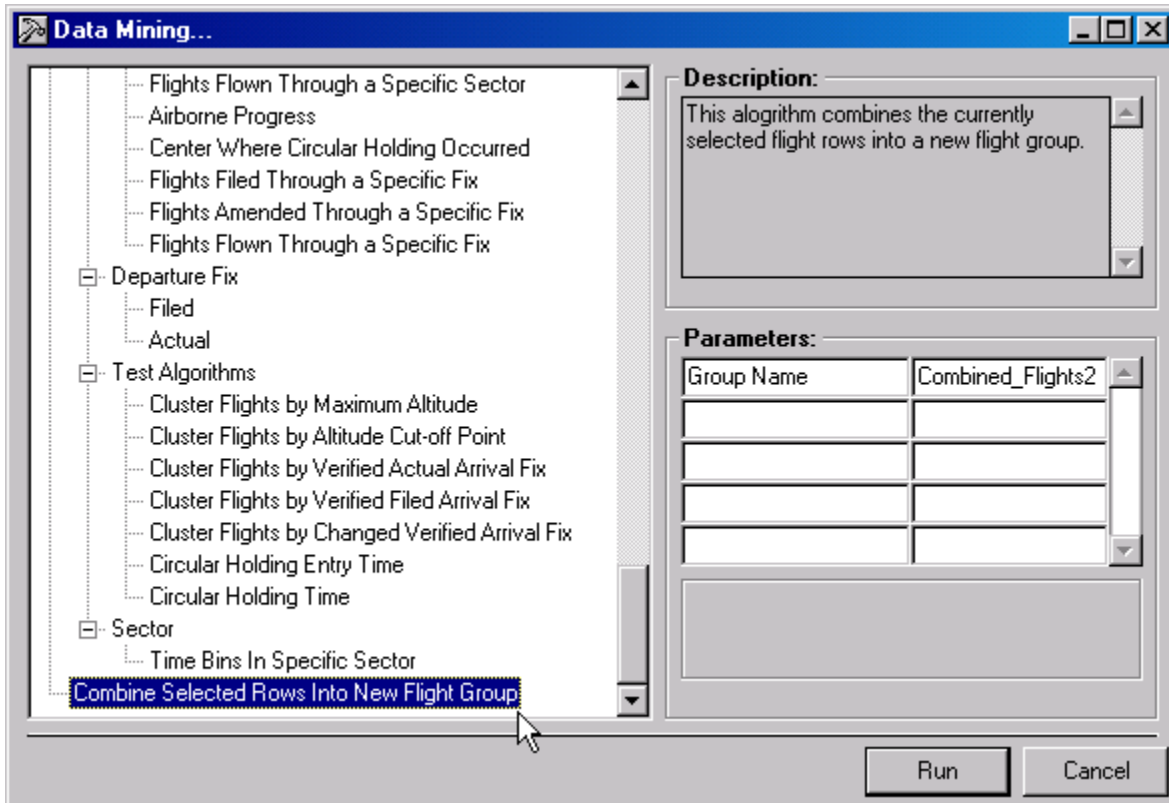 Data Mining...
Flights Flown Through a Specific Sector
Airborne Progress
Center Where Circular Holding Occurred
Flights Filed Through a Specific Fix
Flights Amended Through a Specific Fix
Flights Flown Through a Specific Fix
Departure Fix
Filed
Actual
Test Algorithms
Cluster Flights by Maximum Altitude
Cluster Flights by Altitude Cut-off Point
Cluster Flights by Verified Actual Arrival Fix
Cluster Flights by Verified Filed Arrival Fix
Cluster Flights by Changed Verified Arrival Fix
Circular Holding Entry Time
Circular Holding Time
Sector
Time Bins In Specific Sector
Combine Selected Rows Into New Flight Group
Description:
This alogrithm combines the currently
selected flight rows into a new flight group.
Parameters:
Group Name Combined_Flights2
Run Cancel